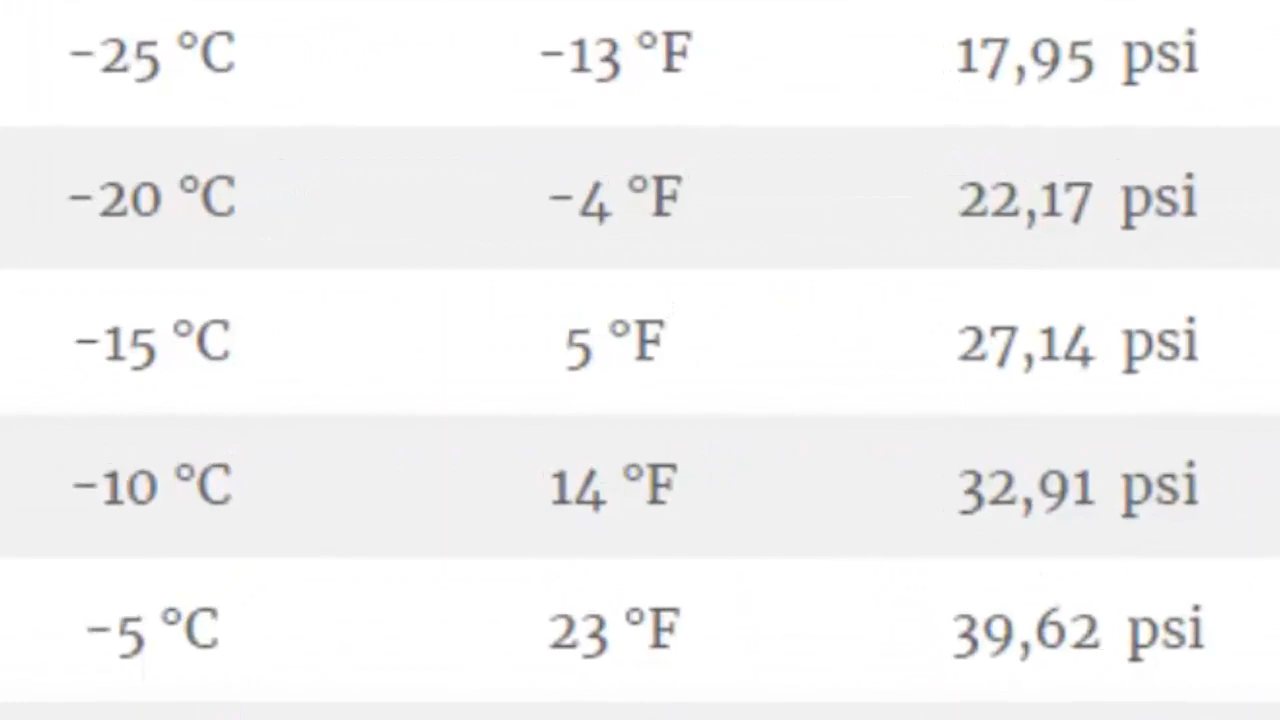 -25 °C -13 °F 17,95 psi
-20 °C -4 °F 22,17 psi
-15 °C 5 °F 27,14 psi
-10 °C 14 °F 32,91 psi
-5 °C 23 °F 39,62 psi